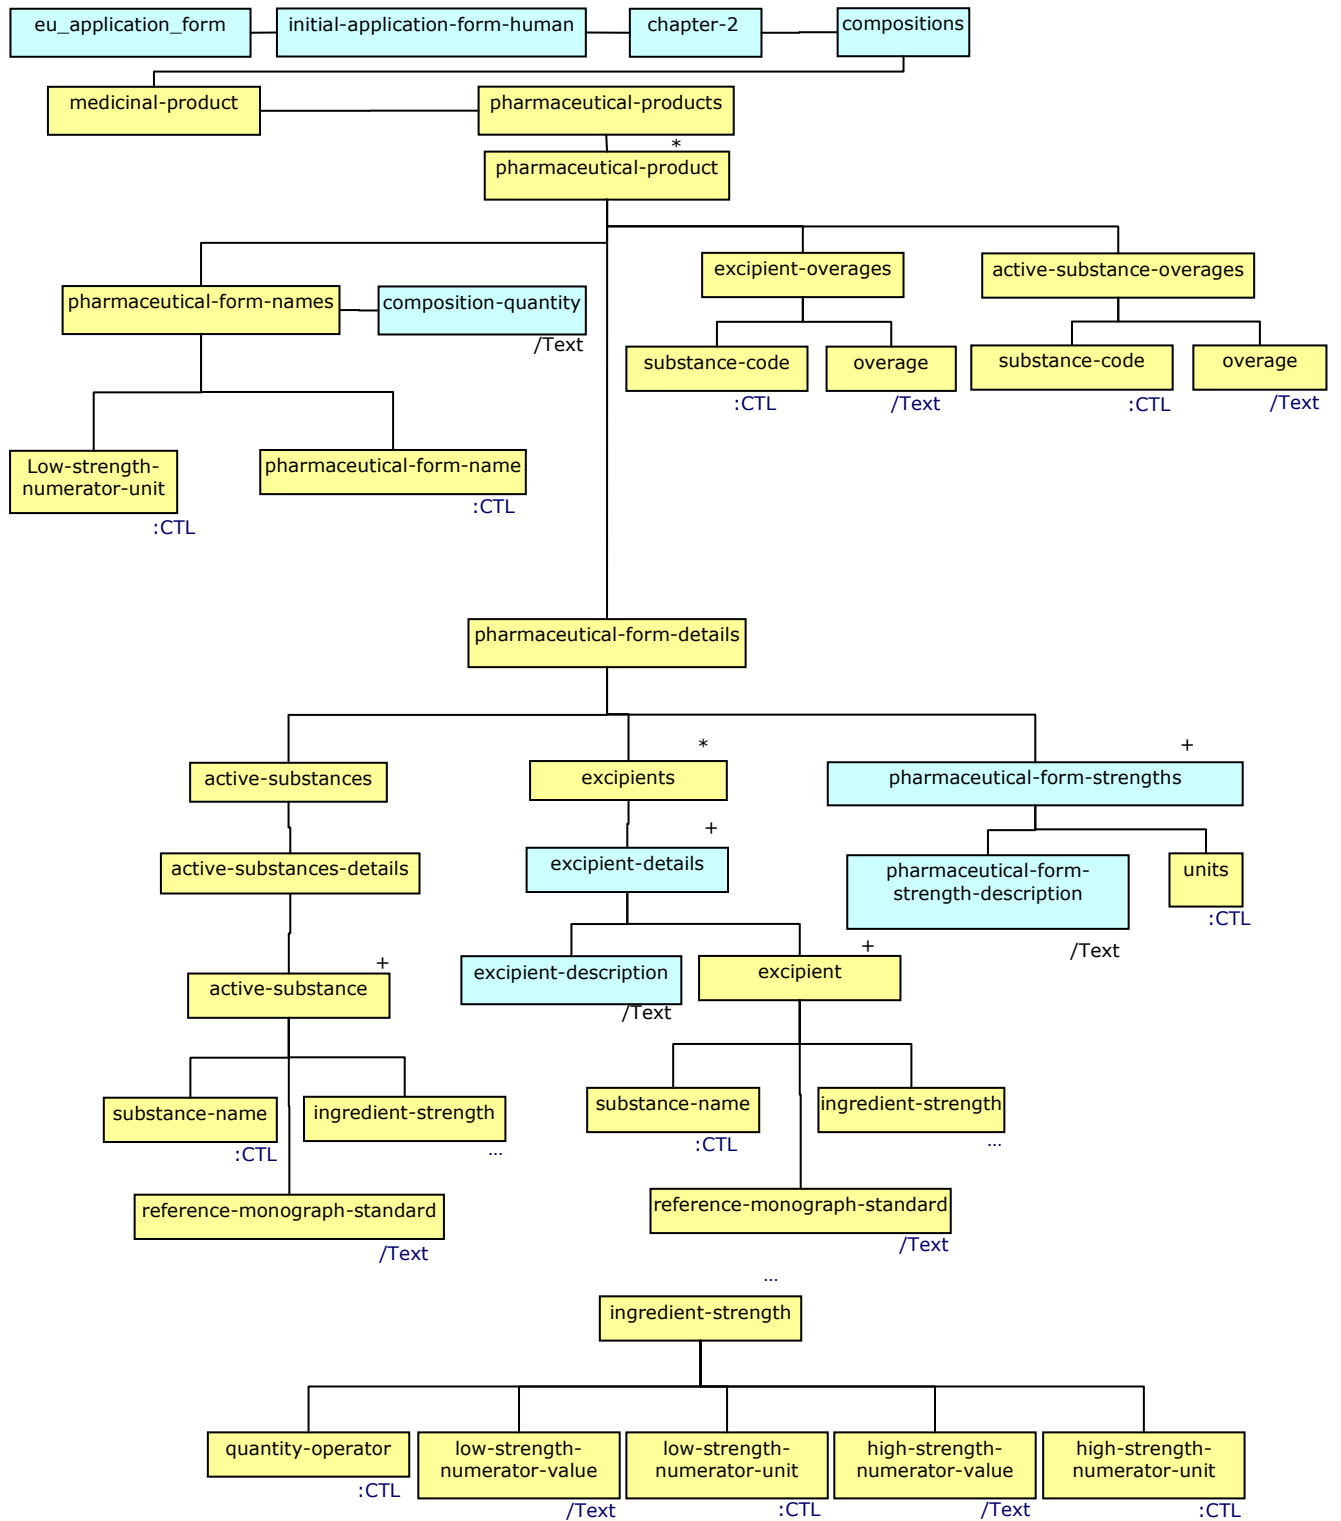 eu_application_form
initial-application-form-human
chapter-2
compositions
medicinal-product
pharmaceutical-products
*
pharmaceutical-product
excipient-overages
active-substance-overages
pharmaceutical-form-names
composition-quantity
/Text
substance-code
:CTL
overage
/Text
substance-code
:CTL
overage
/Text
Low-strength-
numerator-unit
:CTL
pharmaceutical-form-name
:CTL
pharmaceutical-form-details
active-substances
*
excipients
+
pharmaceutical-form-strengths
active-substances-details
+
excipient-details
pharmaceutical-form-
strength-description
/Text
units
:CTL
+
active-substance
excipient-description
/Text
+
excipient
substance-name
:CTL
ingredient-strength
...
substance-name
:CTL
ingredient-strength
...
reference-monograph-standard
/Text
reference-monograph-standard
/Text
...
ingredient-strength
quantity-operator
:CTL
low-strength-
numerator-value
/Text
low-strength-
numerator-unit
:CTL
high-strength-
numerator-value
/Text
high-strength-
numerator-unit
:CTL